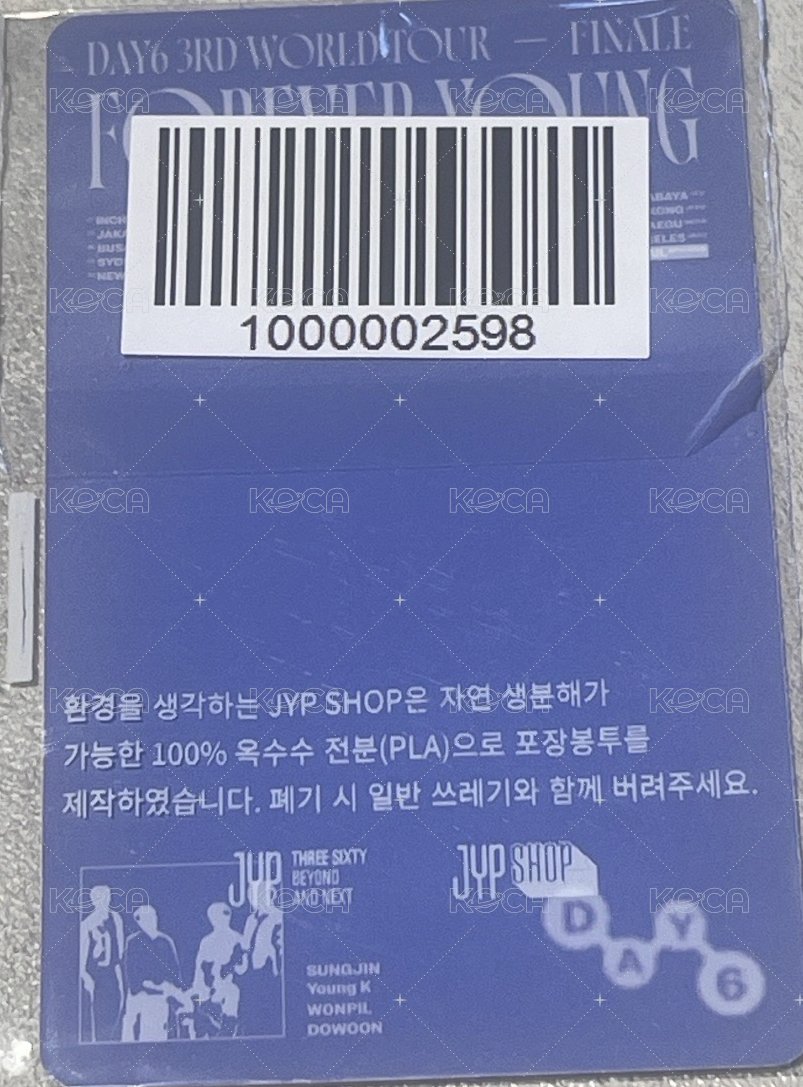 DAY6 3RD WORLD TOUR — FINALE
FOREVER YOUNG
1000002598
환경을 생각하는 JYP SHOP은 자연 생분해가
가능한 100% 옥수수 전분(PLA)으로 포장봉투를
제작하였습니다. 폐기 시 일반 쓰레기와 함께 버려주세요.
JYP THREE SIXTY
BEYOND
AND NEXT
JYP SHOP
DAY6
SUNGJIN
Young K
WONPIL
DOWOON
KOCA